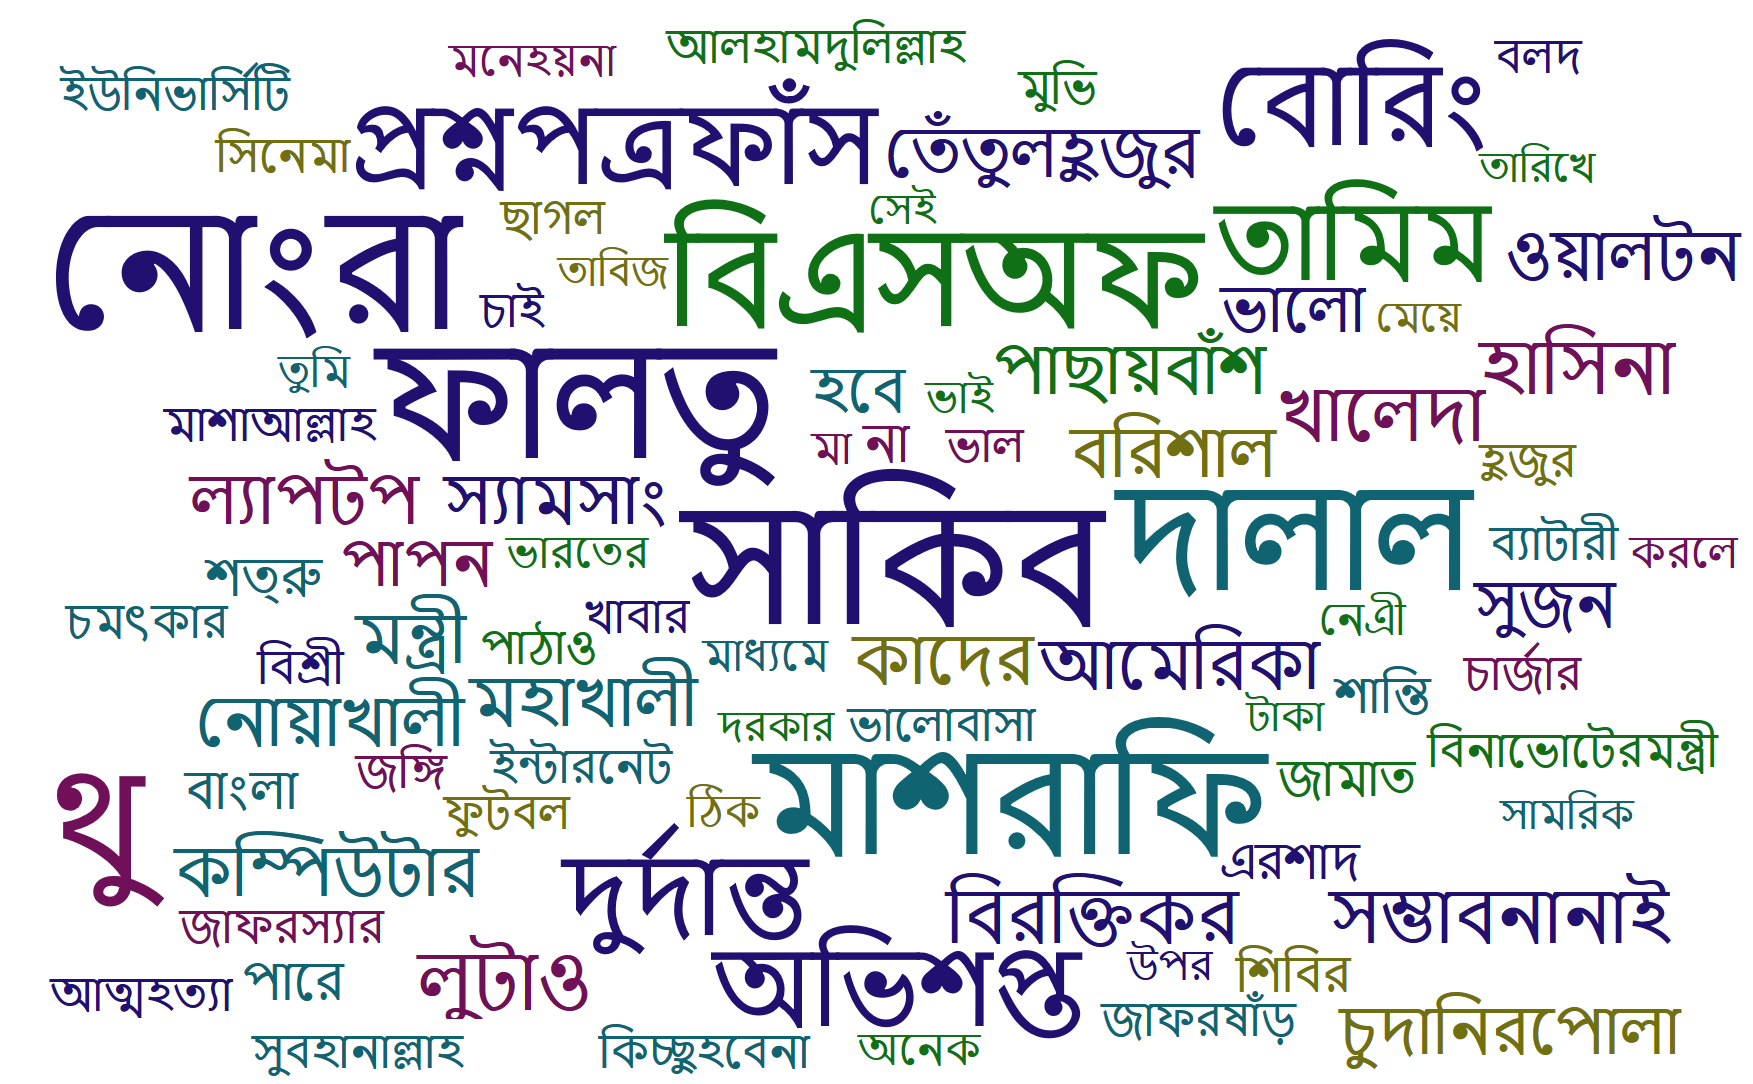 মনেহয়না আলহামদুলিল্লাহ বলদ
ইউনিভার্সিটি মুভি বোরিং
সিনেমা প্রশ্নপত্রফাঁস তেঁতুলহুজুর তারিখে
নোংরা ছাগল সেই তামিম ওয়ালটন
তাবিজ বিএসঅফ
চাই ভালো মেয়ে
তুমি ফালতু হবে ভাই পাছায়বাঁশ হাসিনা
মাশাআল্লাহ মা না ভাল বরিশাল খালেদা হুজুর
ল্যাপটপ স্যামসাং সাকিব দালাল ব্যাটারী করলে
শত্রু পাপন ভারতের
চমৎকার মন্ত্রী খাবার নেত্রী সুজন
বিশ্রী পাঠাও মাধ্যমে কাদের আমেরিকা চার্জার
নোয়াখালী মহাখালী দরকার ভালোবাসা টাকা শান্তি
জঙ্গি ইন্টারনেট মাশরাফি জামাত বিনাভোটেরমন্ত্রী
থু বাংলা ফুটবল ঠিক সামরিক
কম্পিউটার দুর্দান্ত এরশাদ
জাফরস্যার বিরক্তিকর সম্ভাবনানাই
আত্মহত্যা পারে লুটাও অভিশপ্ত উপর শিবির
সুবহানাল্লাহ কিচ্ছুহবেনা অনেক জাফরষাঁড় চুদানিরপোলা